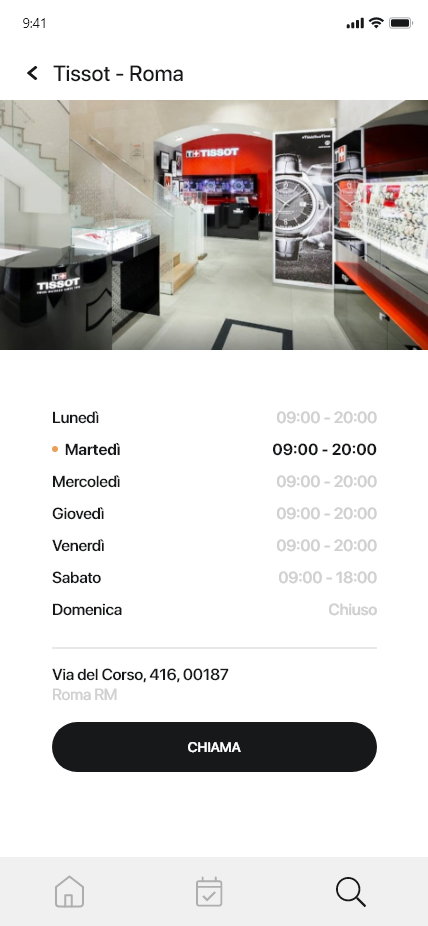 9:41
Tissot - Roma
T+TISSOT
T+
TISSOT
Lunedì 09:00 - 20:00
Martedì 09:00 - 20:00
Mercoledì 09:00 - 20:00
Giovedì 09:00 - 20:00
Venerdì 09:00 - 20:00
Sabato 09:00 - 18:00
Domenica Chiuso
Via del Corso, 416, 00187
Roma RM
CHIAMA